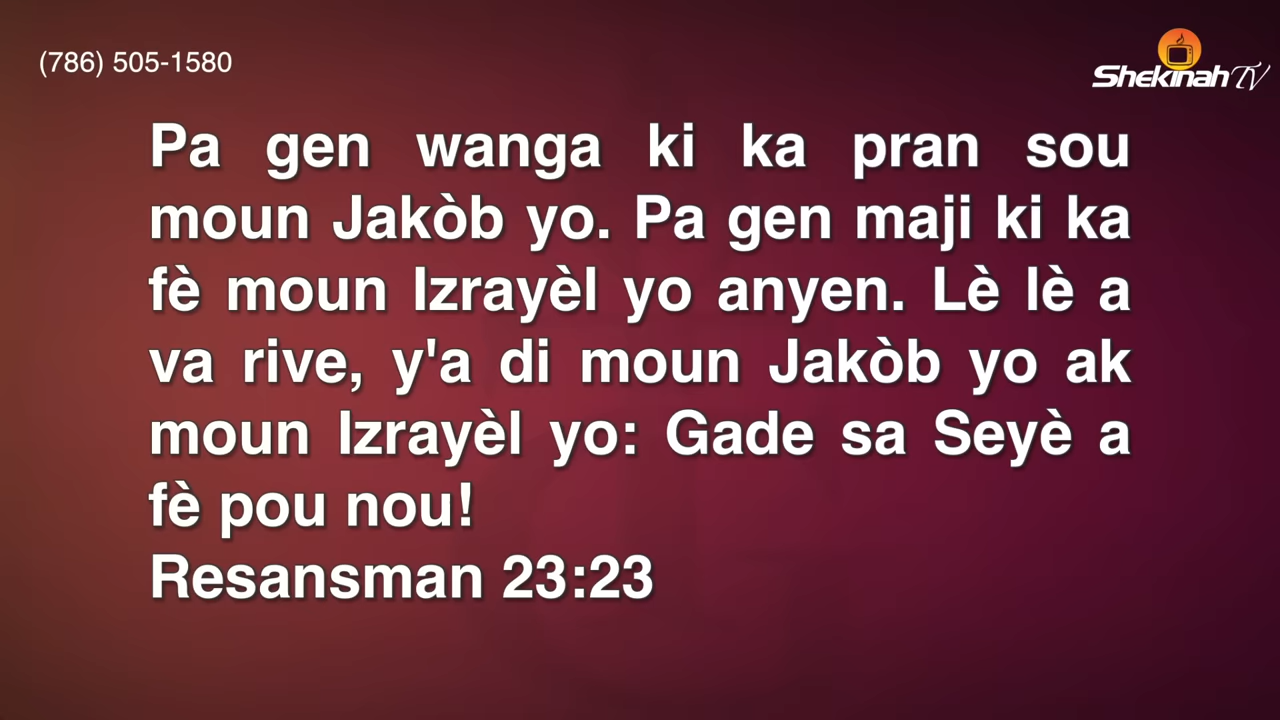 (786) 505-1580
Shekinah TV
Pa gen wanga ki ka pran sou
moun Jakòb yo. Pa gen maji ki ka
fè moun Izrayèl yo anyen. Lè lè a
va rive, y'a di moun Jakòb yo ak
moun Izrayèl yo: Gade sa Seyè a
fè pou nou!
Resansman 23:23